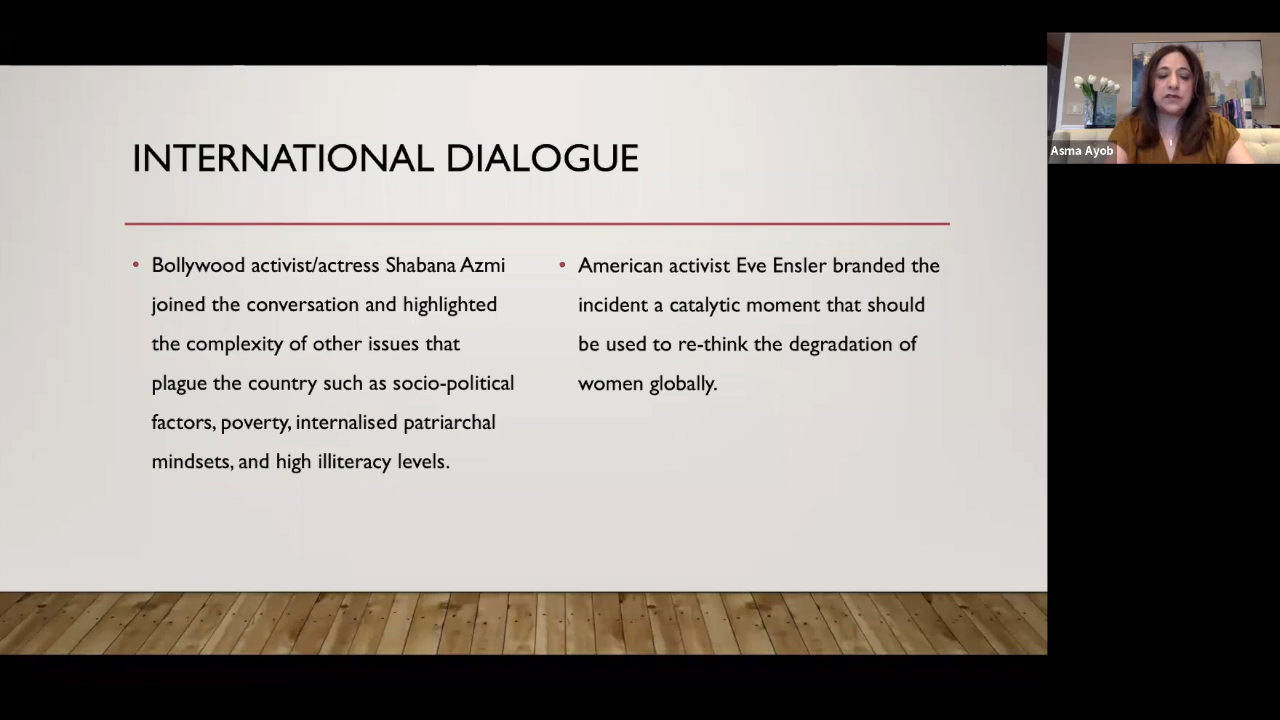 INTERNATIONAL DIALOGUE
• Bollywood activist/actress Shabana Azmi
joined the conversation and highlighted
the complexity of other issues that
plague the country such as socio-political
factors, poverty, internalised patriarchal
mindsets, and high illiteracy levels.
• American activist Eve Ensler branded the
incident a catalytic moment that should
be used to re-think the degradation of
women globally.
Asma Ayob